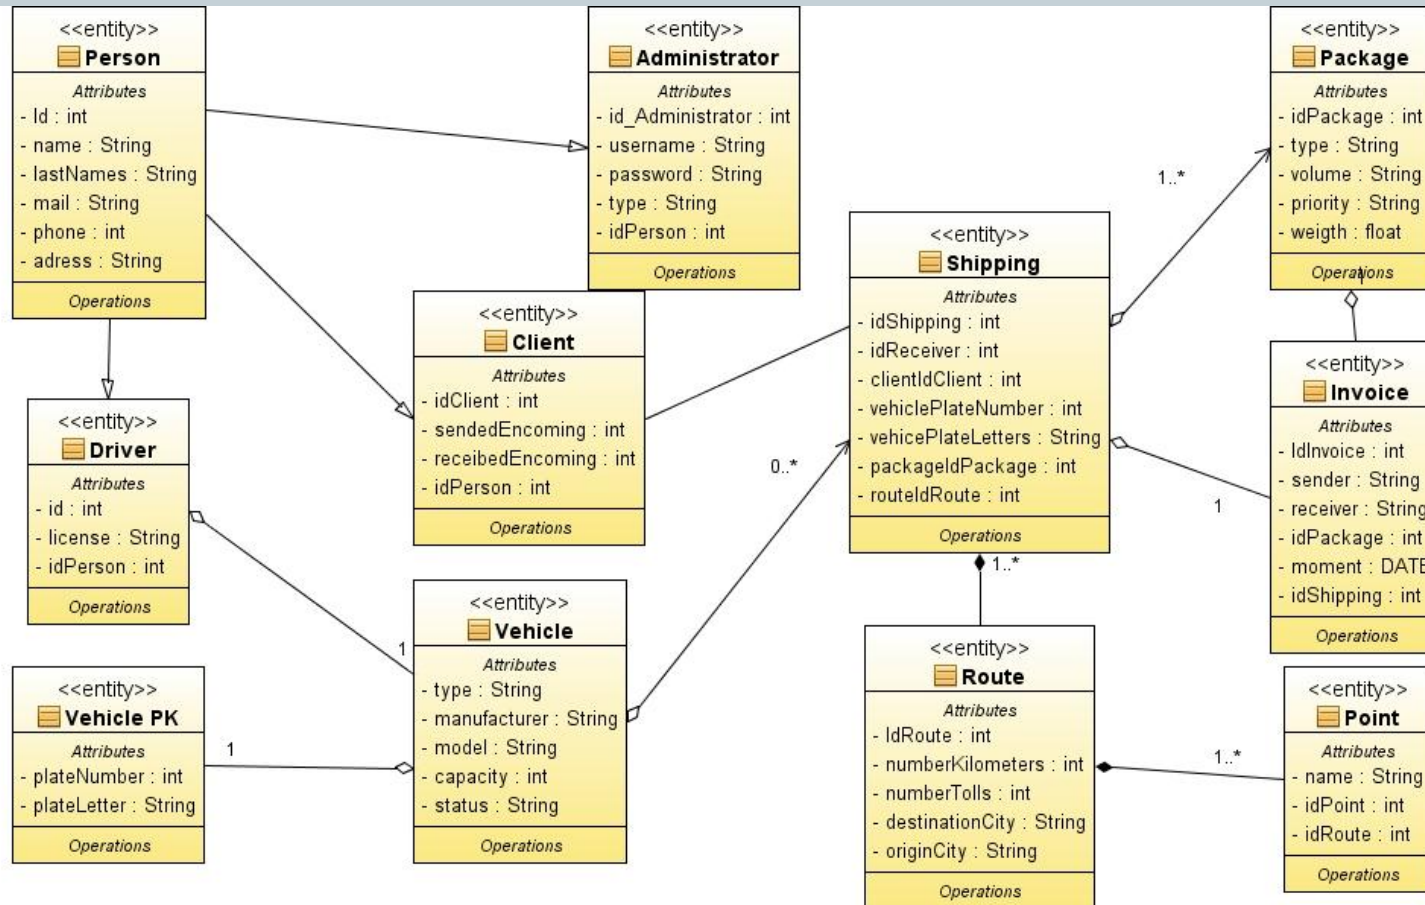 <<entity>>
Person
Attributes
- Id : int
- name : String
- lastNames : String
- mail : String
- phone : int
- adress : String
Operations
<<entity>>
Administrator
Attributes
- id_Administrator : int
- username : String
- password : String
- type : String
- idPerson : int
Operations
<<entity>>
Package
Attributes
- idPackage : int
- type : String
- volume : String
- priority : String
- weigth : float
Operations
1
1..*
<<entity>>
Shipping
Attributes
- idShipping : int
- idReceiver : int
- clientIdClient : int
- vehiclePlateNumber : int
- vehicePlateLetters : String
- packageIdPackage : int
- routeIdRoute : int
Operations
1..*
<<entity>>
Client
Attributes
- idClient : int
- sendedEncoming : int
- receibedEncoming : int
- idPerson : int
Operations
0..*
<<entity>>
Invoice
Attributes
- IdInvoice : int
- sender : String
- receiver : String
- idPackage : int
- moment : DATE
- idShipping : int
Operations
1
<<entity>>
Driver
Attributes
- id : int
- license : String
- idPerson : int
Operations
1
<<entity>>
Vehicle
Attributes
- type : String
- manufacturer : String
- model : String
- capacity : int
- status : String
Operations
<<entity>>
Vehicle PK
Attributes
- plateNumber : int
- plateLetter : String
Operations
1
<<entity>>
Route
Attributes
- IdRoute : int
- numberKilometers : int
- numberTolls : int
- destinationCity : String
- originCity : String
Operations
1..*
<<entity>>
Point
Attributes
- name : String
- idPoint : int
- idRoute : int
Operations